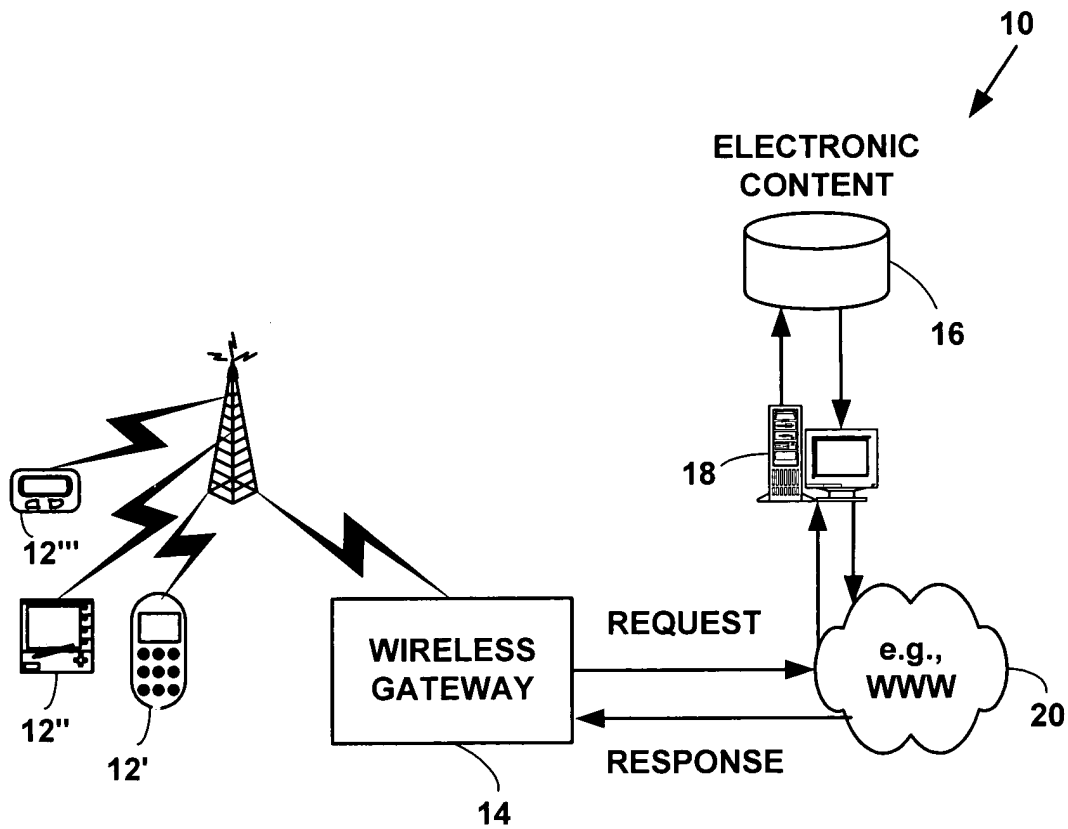 10
ELECTRONIC
CONTENT
16
18
12'''
12"
12'
WIRELESS
GATEWAY
14
REQUEST
RESPONSE
e.g.,
WWW
20